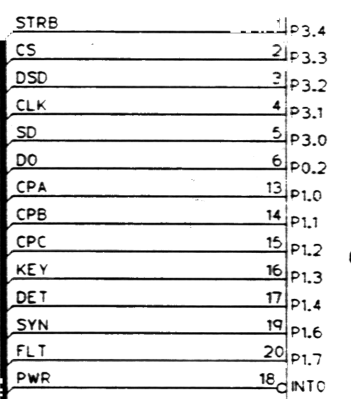 STRB 1 P3.4
CS 2 P3.3
DSD 3 P3.2
CLK 4 P3.1
SD 5 P3.0
DO 6 P0.2
CPA 13 P1.0
CPB 14 P1.1
CPC 15 P1.2
KEY 16 P1.3
DET 17 P1.4
SYN 19 P1.6
FLT 20 P1.7
PWR 18 INT0